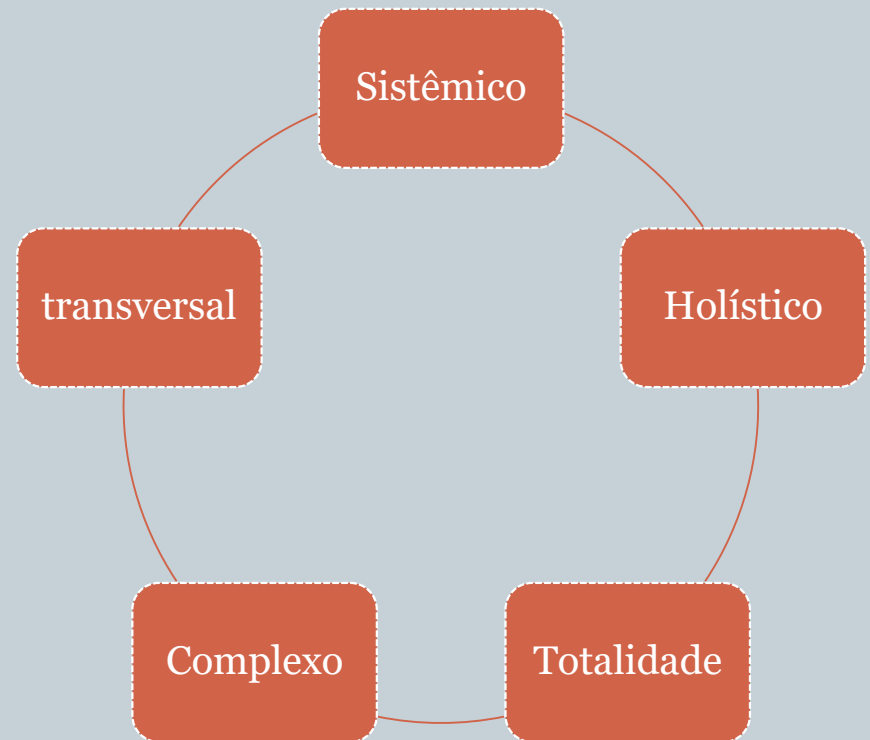 Sistêmico
transversal
Holístico
Complexo
Totalidade